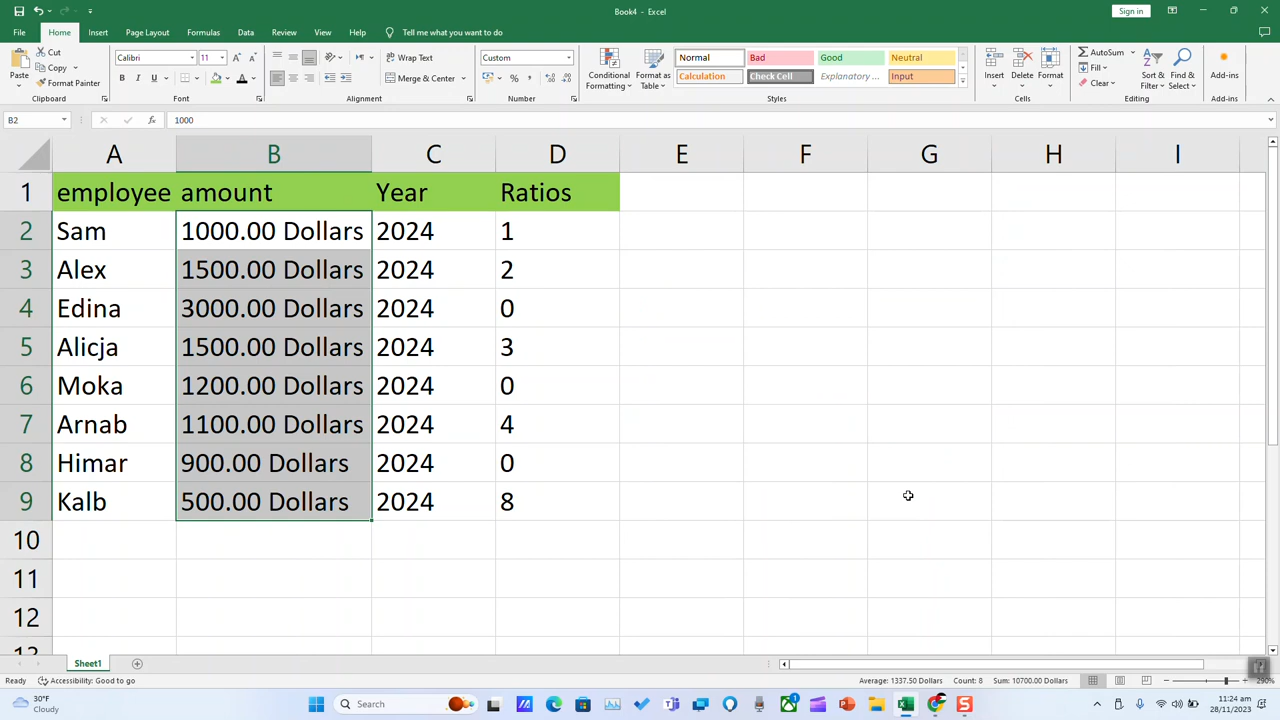 Book4 - Excel
Sign in
File Home Insert Page Layout Formulas Data Review View Help Tell me what you want to do
Paste
Cut
Copy
Format Painter
Clipboard
Calibri 11
B I U
Font
Wrap Text
Merge & Center
Alignment
Custom
%
Number
Conditional Formatting
Format as Table
Normal Bad Good Neutral
Calculation Check Cell Explanatory ... Input
Styles
Insert Delete Format
Cells
AutoSum
Fill
Clear
Sort & Filter
Find & Select
Editing
Add-ins
Add-ins
B2 fx 1000
A B C D E F G H I
1 employee amount Year Ratios
2 Sam 1000.00 Dollars 2024 1
3 Alex 1500.00 Dollars 2024 2
4 Edina 3000.00 Dollars 2024 0
5 Alicja 1500.00 Dollars 2024 3
6 Moka 1200.00 Dollars 2024 0
7 Arnab 1100.00 Dollars 2024 4
8 Himar 900.00 Dollars 2024 0
9 Kalb 500.00 Dollars 2024 8
10
11
12
13
Sheet1
Ready Accessibility: Good to go Average: 1337.50 Dollars Count: 8 Sum: 10700.00 Dollars 290%
30°F
Cloudy
Search
11:24 am
28/11/2023